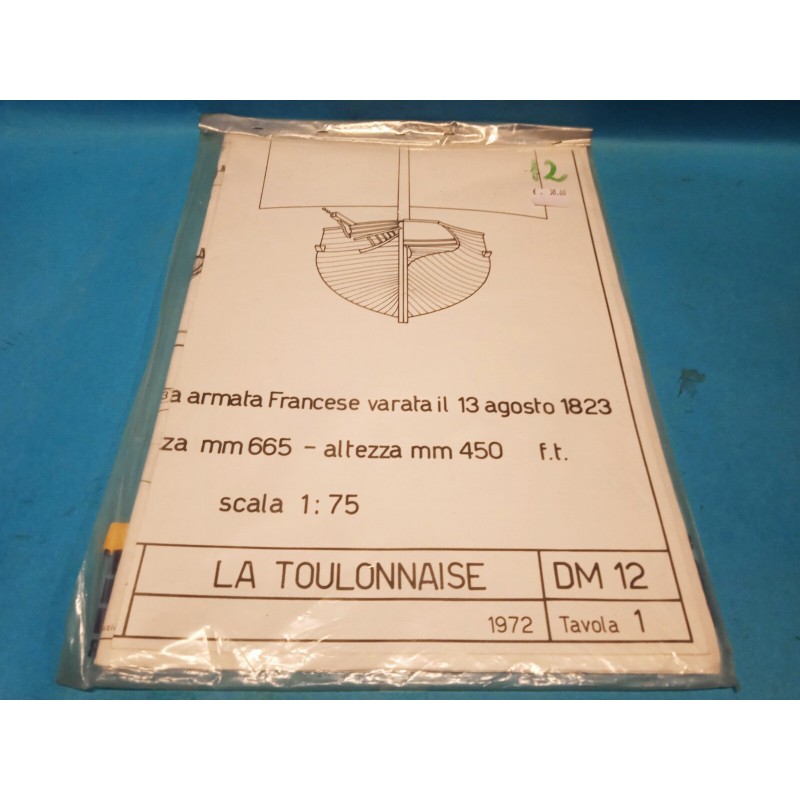 12
a armata Francese varata il 13 agosto 1823
za mm 665 - altezza mm 450 f.t.
scala 1:75
LA TOULONNAISE
DM 12
1972
Tavola 1